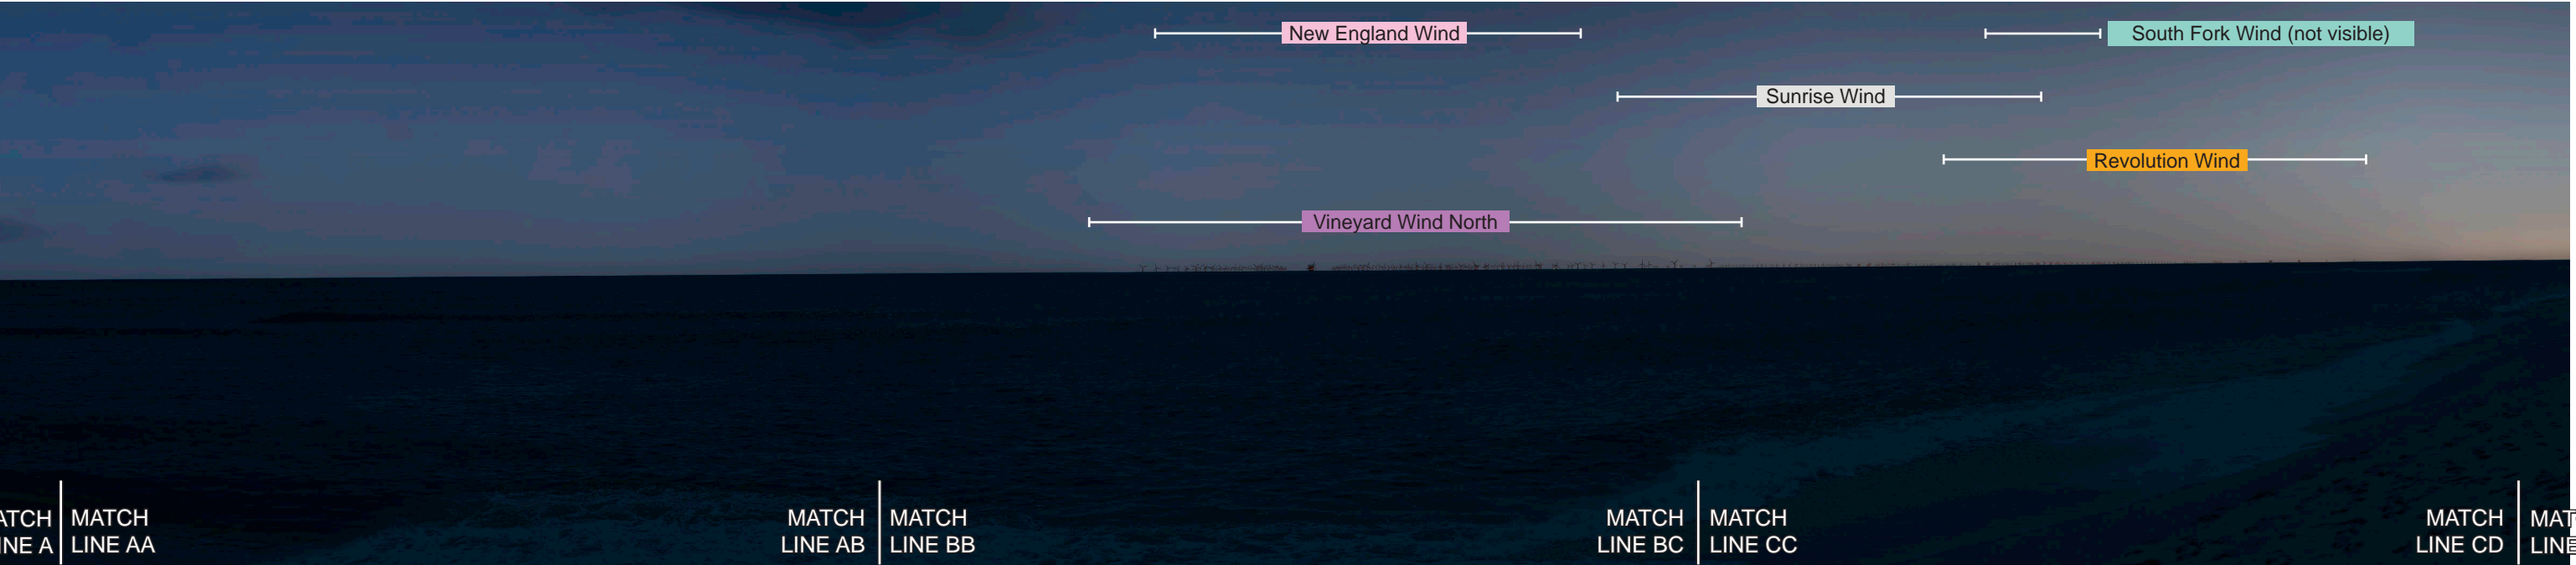 New England Wind
South Fork Wind (not visible)
Sunrise Wind
Revolution Wind
Vineyard Wind North
MATCH
LINE AA
MATCH
LINE AB
MATCH
LINE BB
MATCH
LINE BC
MATCH
LINE CC
MATCH
LINE CD